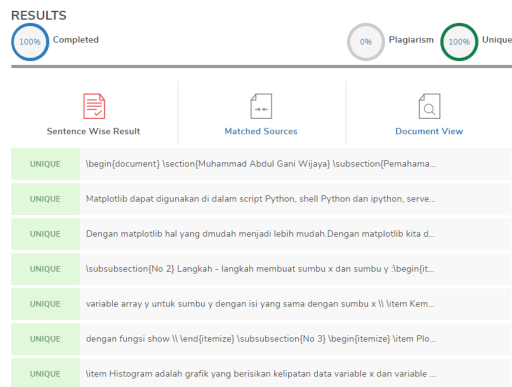 RESULTS
100% Completed 0% Plagiarism 100% Unique
Sentence Wise Result Matched Sources Document View
UNIQUE \begin{document} \section{Muhammad Abdul Gani Wijaya} \subsection{Pemahama...
UNIQUE Matplotlib dapat digunakan di dalam script Python, shell Python dan ipython, serve...
UNIQUE Dengan matplotlib hal yang dmudah menjadi lebih mudah.Dengan matplotlib kita d...
UNIQUE \subsubsection{No 2} Langkah - langkah membuat sumbu x dan sumbu y :\begin{it...
UNIQUE variable array y untuk sumbu y dengan isi yang sama dengan sumbu x \\ \item Kem...
UNIQUE dengan fungsi show \\ \end{itemize} \subsubsection{No 3} \begin{itemize} \item Plo...
UNIQUE \item Histogram adalah grafik yang berisikan kelipatan data variable x dan variable ...